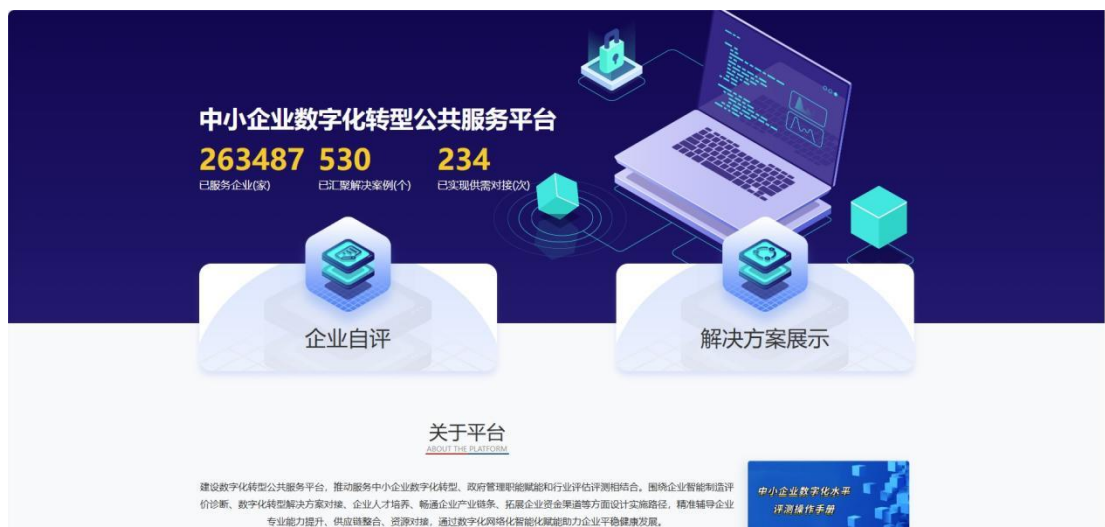 中小企业数字化转型公共服务平台
263487 530 234
已服务企业(家) 已汇聚解决案例(个) 已实现供需对接(次)
企业自评 解决方案展示
关于平台
ABOUT THE PLATFORM
建设数字化转型公共服务平台，推动服务中小企业数字化转型、政府管理职能赋能和行业评估评测相结合。围绕企业智能制造评
价诊断、数字化转型解决方案对接、企业人才培养、畅通企业产业链条、拓展企业资金渠道等方面设计实施路径，精准辅导企业
专业能力提升、供应链整合、资源对接，通过数字化网络化智能化赋能助力企业平稳健康发展。
中小企业数字化水平
评测操作手册